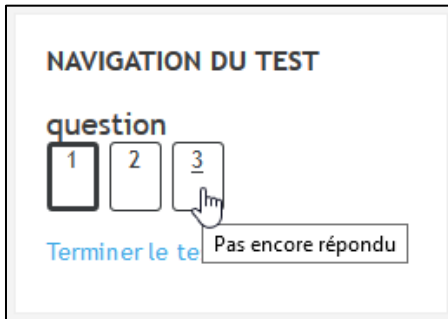 NAVIGATION DU TEST
question
1 2 3
Terminer le te
Pas encore répondu